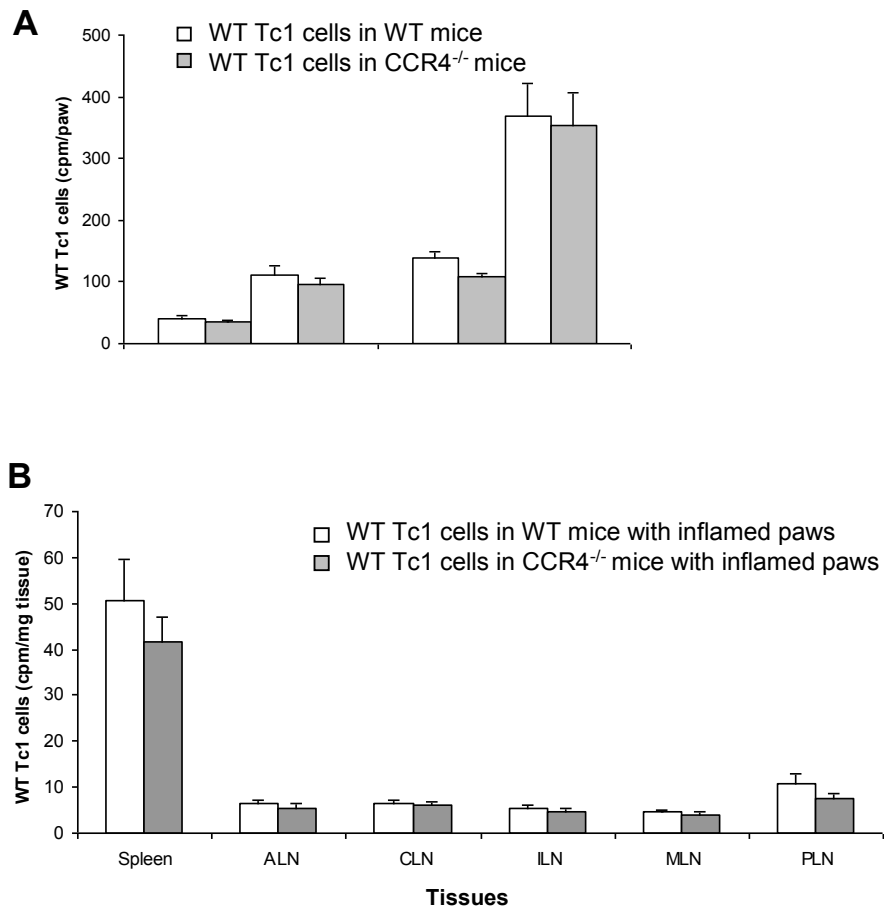 A
WT Tc1 cells (cpm/paw)
500
400
300
200
100
0
WT Tc1 cells in WT mice
WT Tc1 cells in CCR4-/- mice
B
WT Tc1 cells (cpm/mg tissue)
70
60
50
40
30
20
10
0
WT Tc1 cells in WT mice with inflamed paws
WT Tc1 cells in CCR4-/- mice with inflamed paws
Spleen ALN CLN ILN MLN PLN
Tissues